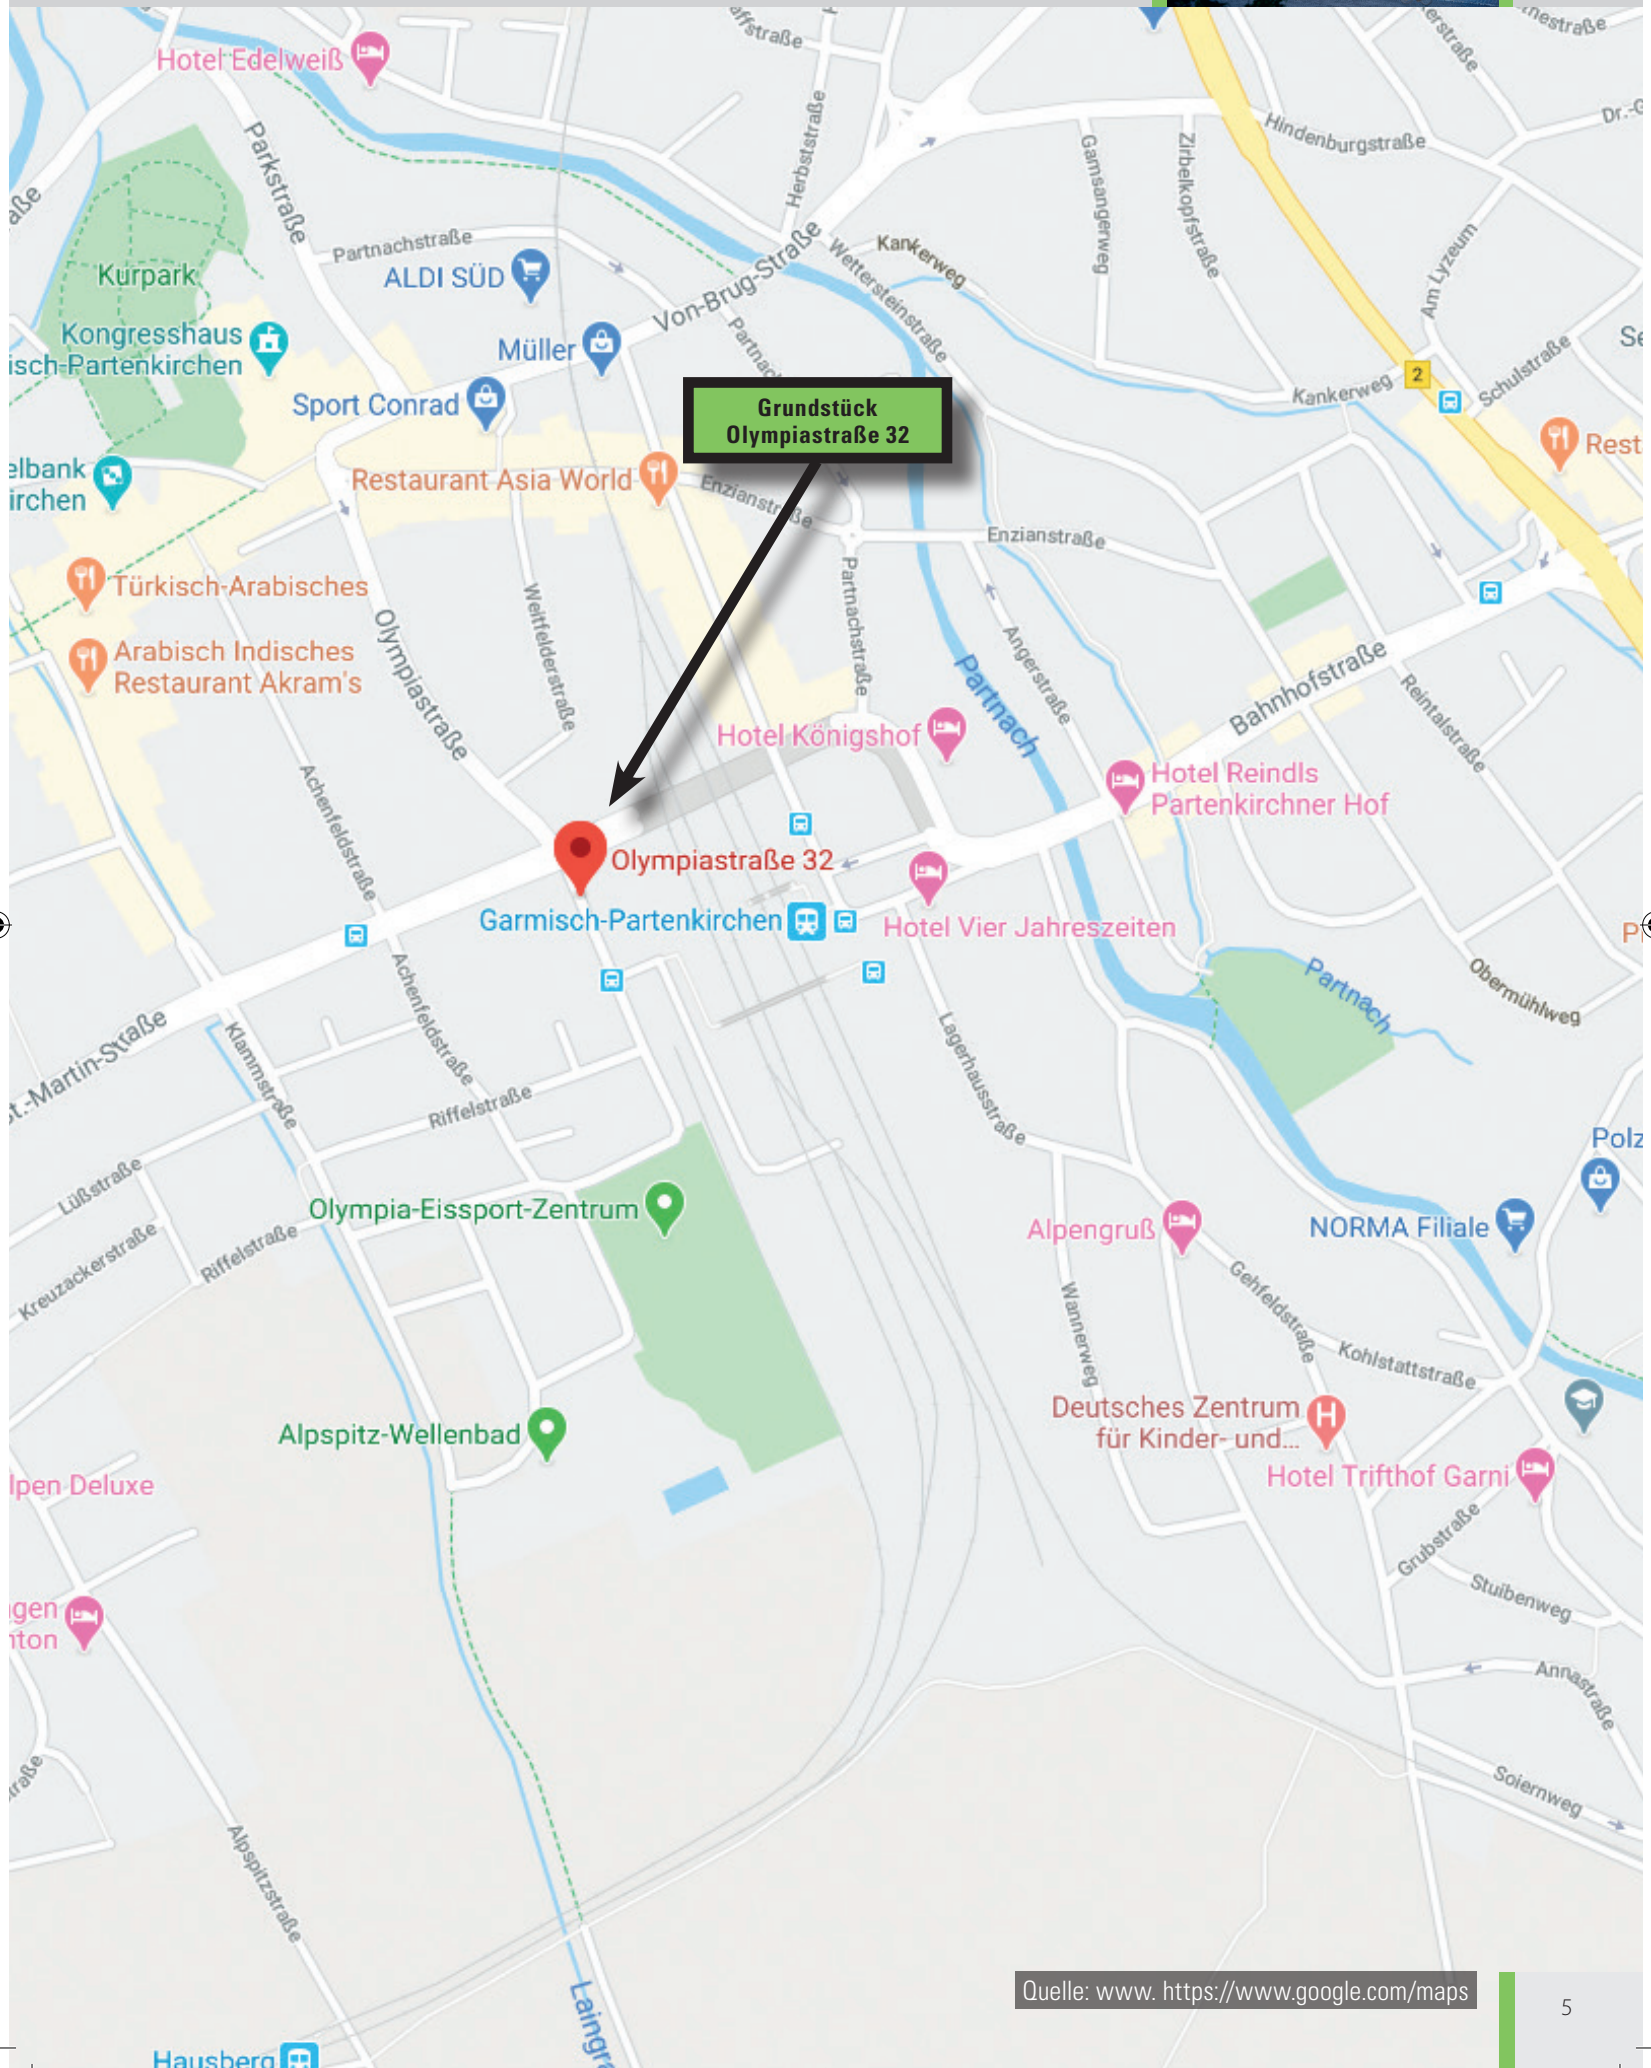 Hotel Edelweiß
Parkstraße
Herbststraße
Hindenburgstraße
Gamsangerweg
Zirbelkopfstraße
Am Lyzeum
Partnachstraße
Kurpark
ALDI SÜD
Von-Brug-Straße
Wettersteinstraße
Kankerweg
Kongresshaus
isch-Partenkirchen
Müller
Sport Conrad
Grundstück
Olympiastraße 32
Kankerweg
2
Schulstraße
Rest
elbank
irchen
Restaurant Asia World
Enzianstraße
Enzianstraße
Türkisch-Arabisches
Arabisch Indisches
Restaurant Akram's
Olympiastraße
Weitfelderstraße
Partnachstraße
Partnach
Angerstraße
Bahnhofstraße
Reintalstraße
Hotel Königshof
Hotel Reindls
Partenkirchner Hof
Achenfeldstraße
Olympiastraße 32
Garmisch-Partenkirchen
Hotel Vier Jahreszeiten
Partnach
Obermühlweg
Achenfeldstraße
t.-Martin-Straße
Klammstraße
Lagerhausstraße
Riffelstraße
Lüßstraße
Kreuzackerstraße
Riffelstraße
Olympia-Eissport-Zentrum
Polz
Alpengruß
NORMA Filiale
Wannerweg
Gehfeldstraße
Kohlstattstraße
Deutsches Zentrum
für Kinder- und...
Hotel Trifthof Garni
Alpspitz-Wellenbad
lpen Deluxe
Grubstraße
Stuibenweg
gen
nton
Annastraße
Soiernweg
Alpspitzstraße
Laingra
Hausberg
Quelle: www. https://www.google.com/maps
5